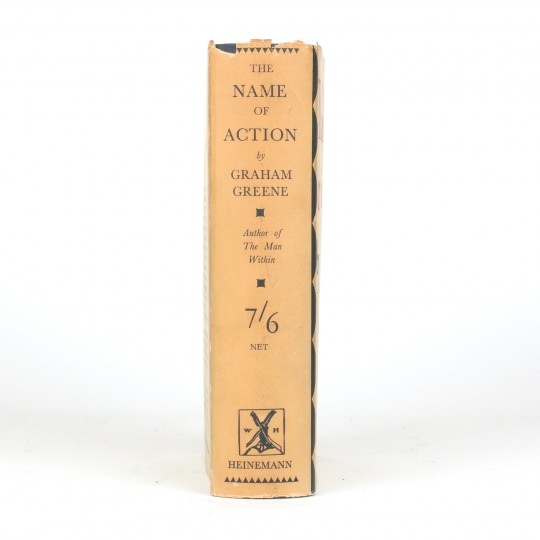 THE
NAME
OF
ACTION
by
GRAHAM
GREENE
Author of
The Man
Within
7/6
NET
W H
HEINEMANN